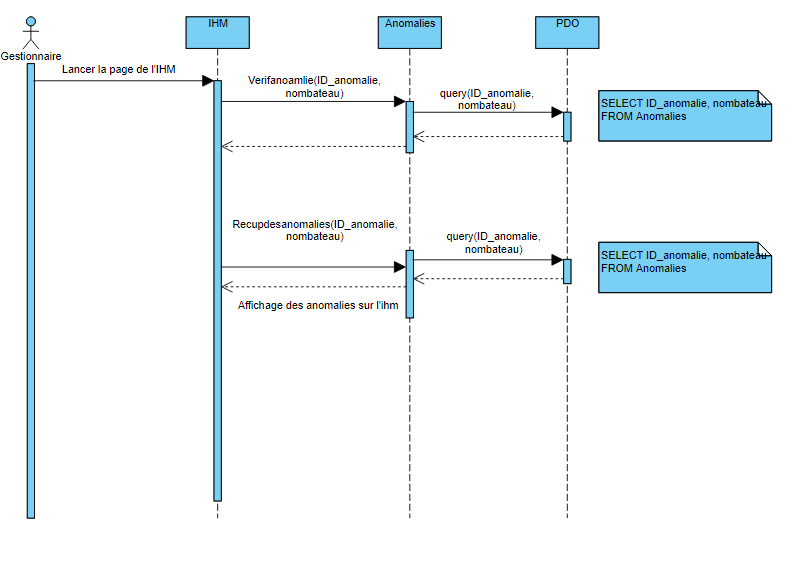 IHM
Anomalies
PDO
Gestionnaire
Lancer la page de l'IHM
Verifanoamlie(ID_anomalie,
nombateau)
query(ID_anomalie,
nombateau)
SELECT ID_anomalie, nombateau
FROM Anomalies
Recupdesanomalies(ID_anomalie,
nombateau)
query(ID_anomalie,
nombateau)
SELECT ID_anomalie, nombateau
FROM Anomalies
Affichage des anomalies sur l'ihm